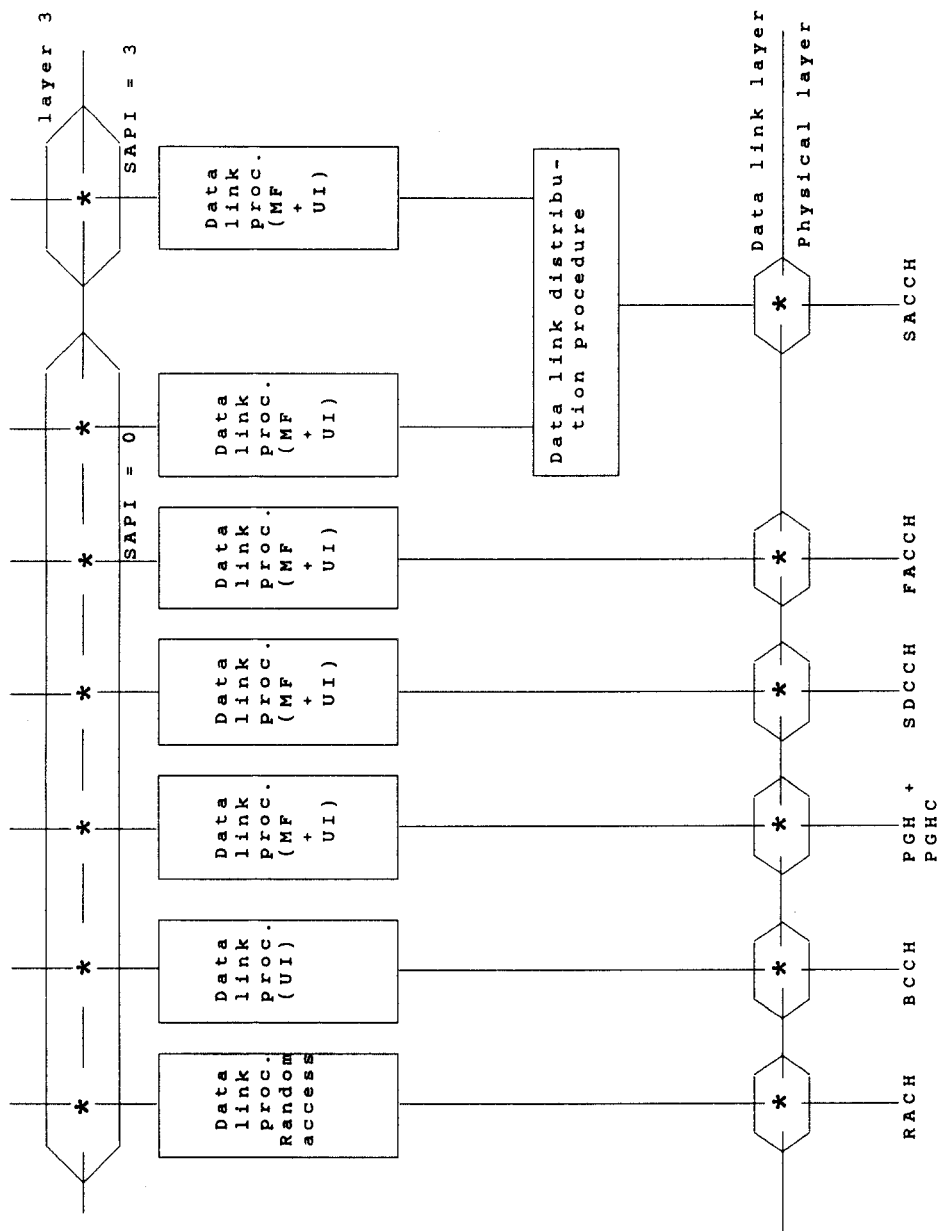 layer 3
SAPI = 0
SAPI = 3
Data
link
proc.
Random
access
Data
link
proc.
(UI)
Data
link
proc.
(MF
+
UI)
Data
link
proc.
(MF
+
UI)
Data
link
proc.
(MF
+
UI)
Data
link
proc.
(MF
+
UI)
Data
link
proc.
(MF
+
UI)
Data link distribu-
tion procedure
Data link layer
Physical layer
RACH
BCCH
PGH +
PGHC
SDCCH
FACCH
SACCH